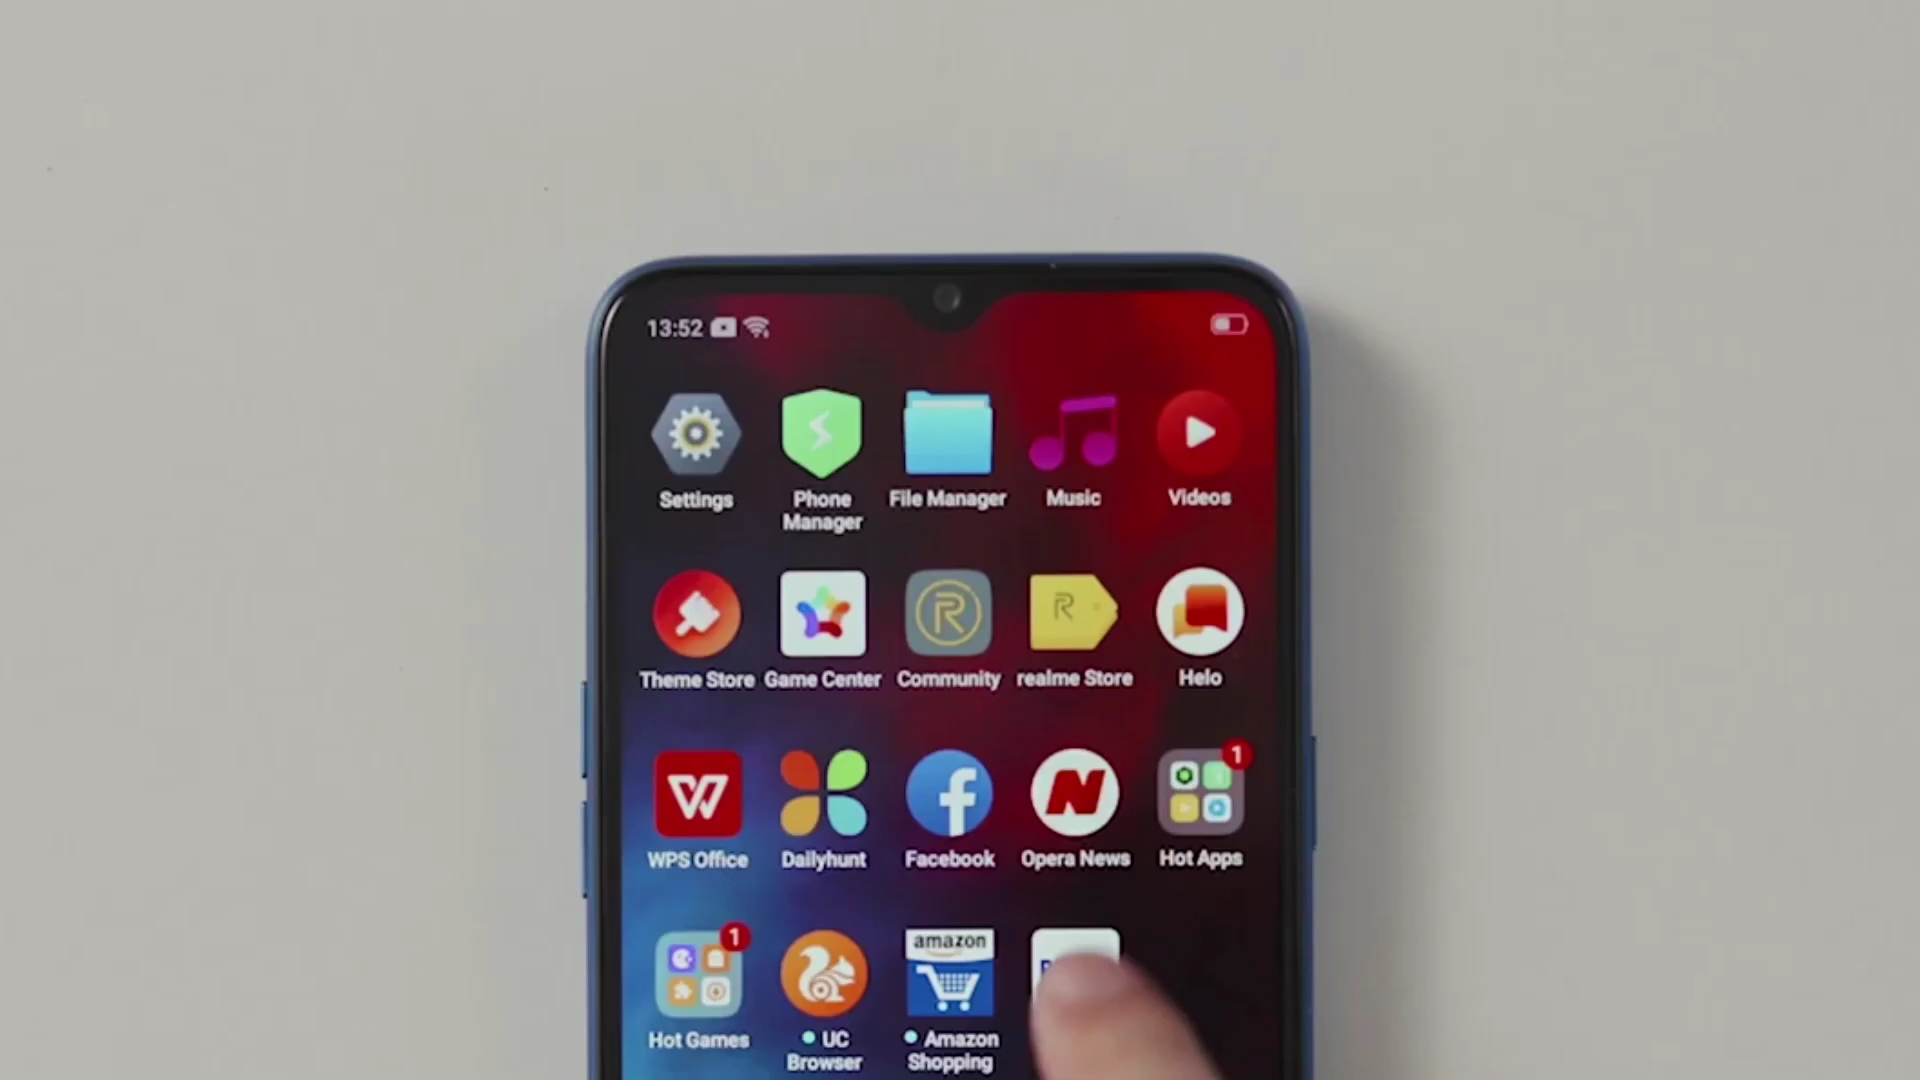 13:52
Settings
Phone
Manager
File Manager
Music
Videos
Theme Store
Game Center
Community
realme Store
Helo
WPS Office
Dailyhunt
Facebook
Opera News
Hot Apps
1
1
amazon
Hot Games
UC
Browser
Amazon
Shopping